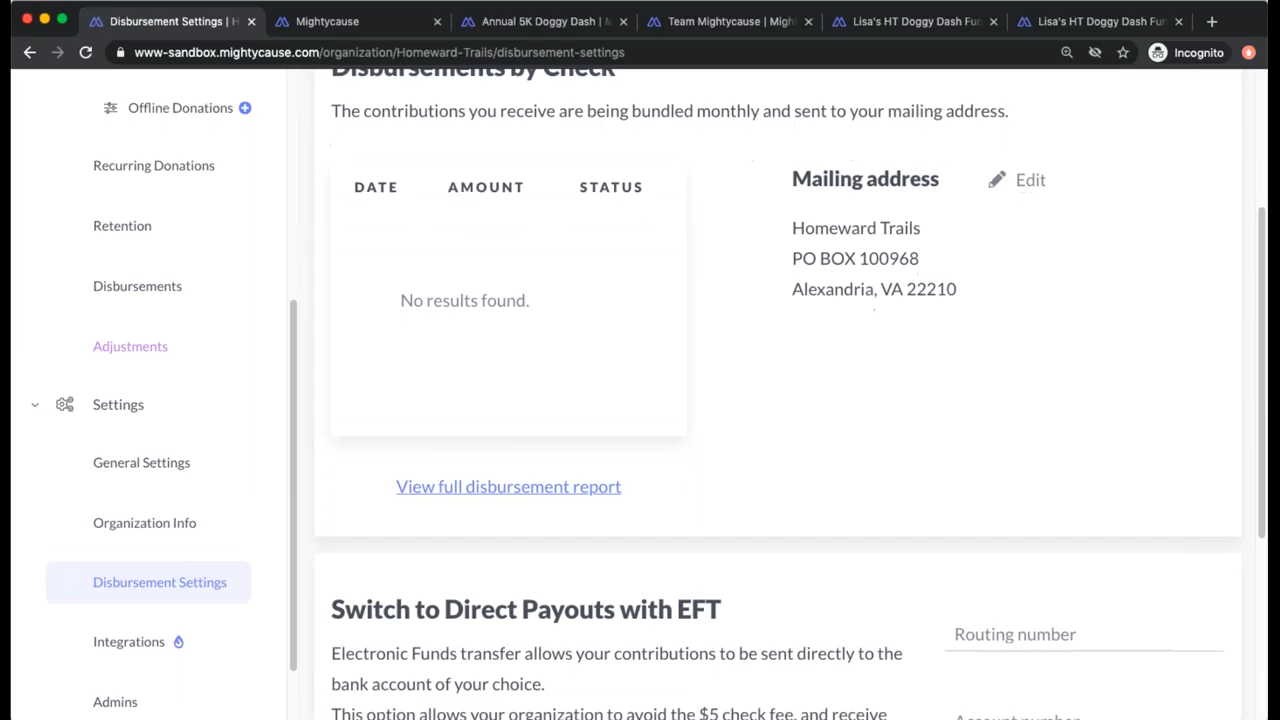 Disbursement Settings | H
Mightycause
Annual 5K Doggy Dash | M
Team Mightycause | Might
Lisa's HT Doggy Dash Fun
Lisa's HT Doggy Dash Fun
www-sandbox.mightycause.com/organization/Homeward-Trails/disbursement-settings
Incognito
Offline Donations
Recurring Donations
Retention
Disbursements
Adjustments
Settings
General Settings
Organization Info
Disbursement Settings
Integrations
Admins
Disbursements by Check
The contributions you receive are being bundled monthly and sent to your mailing address.
DATE AMOUNT STATUS
No results found.
View full disbursement report
Mailing address
Edit
Homeward Trails
PO BOX 100968
Alexandria, VA 22210
Switch to Direct Payouts with EFT
Electronic Funds transfer allows your contributions to be sent directly to the
bank account of your choice.
This option allows your organization to avoid the $5 check fee, and receive
Routing number
Account number